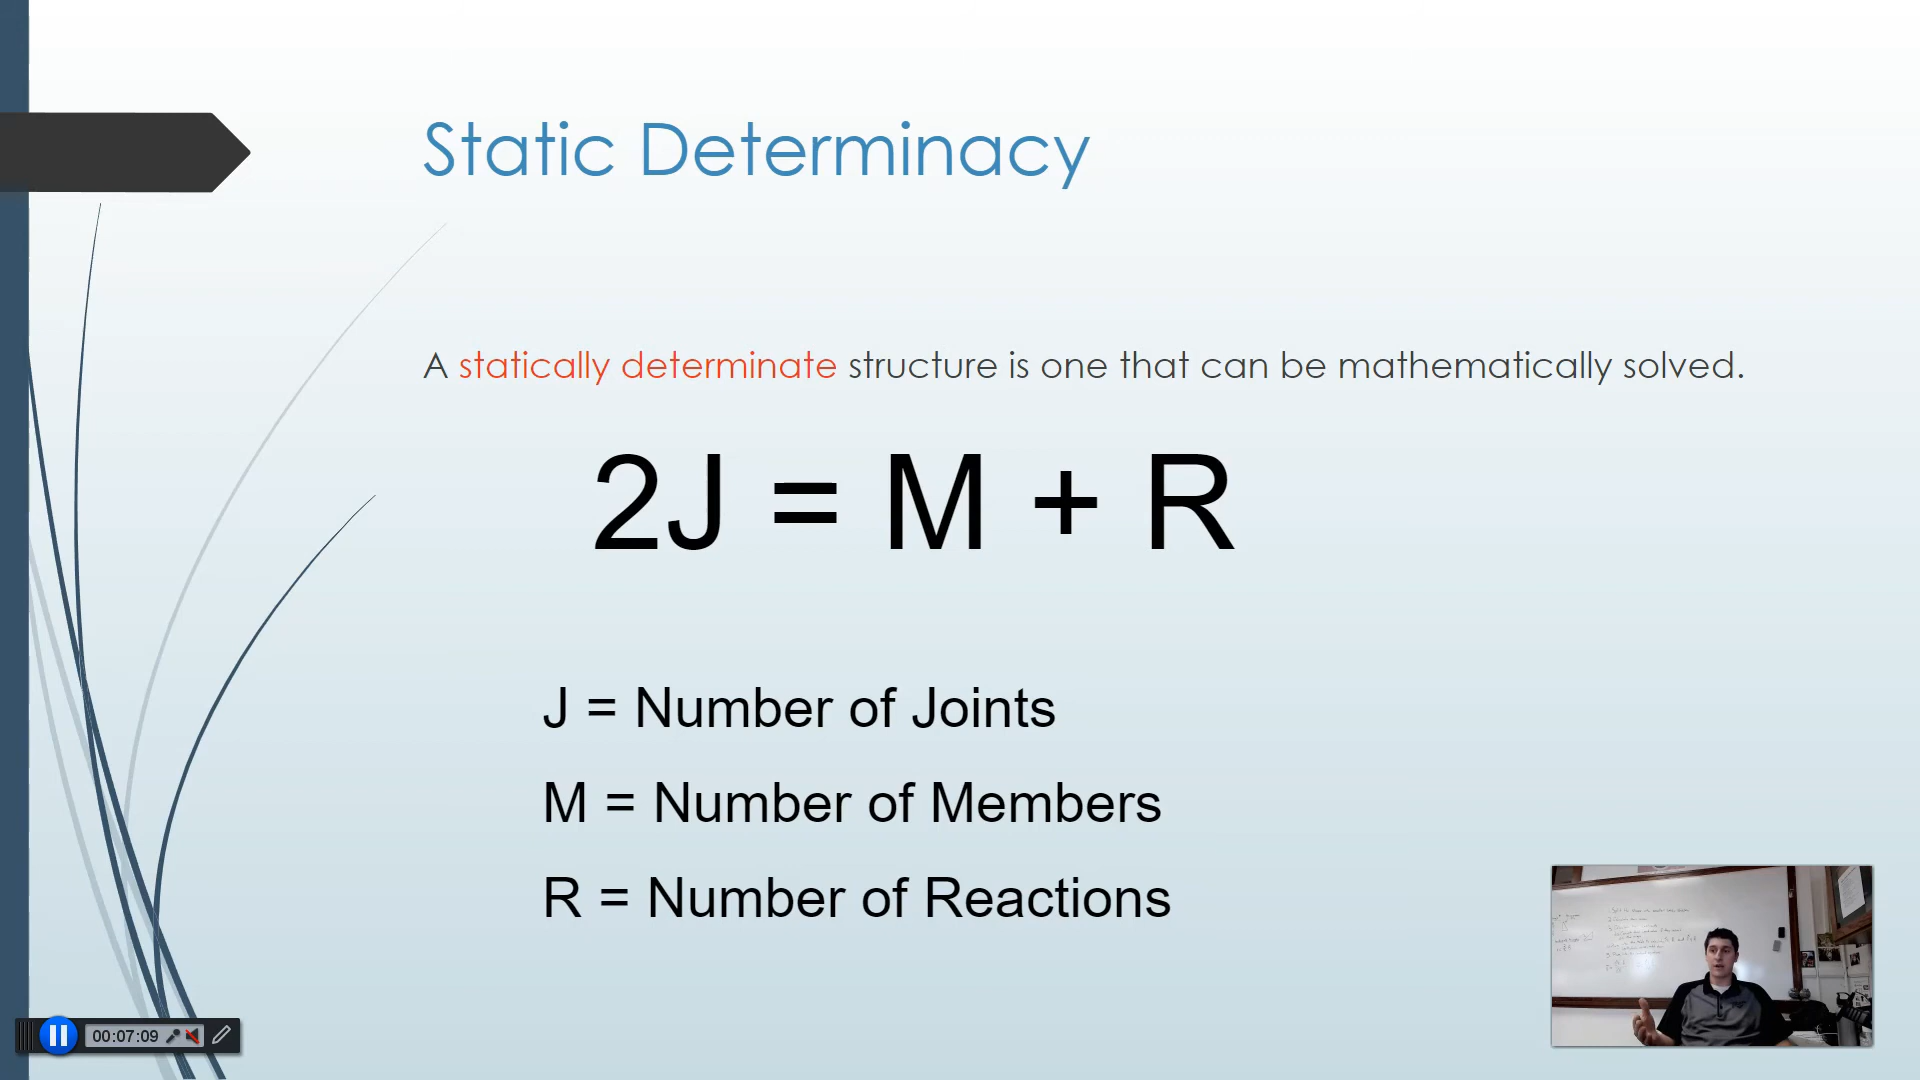 Static Determinacy
A statically determinate structure is one that can be mathematically solved.
2J = M + R
J = Number of Joints
M = Number of Members
R = Number of Reactions
00:07:09